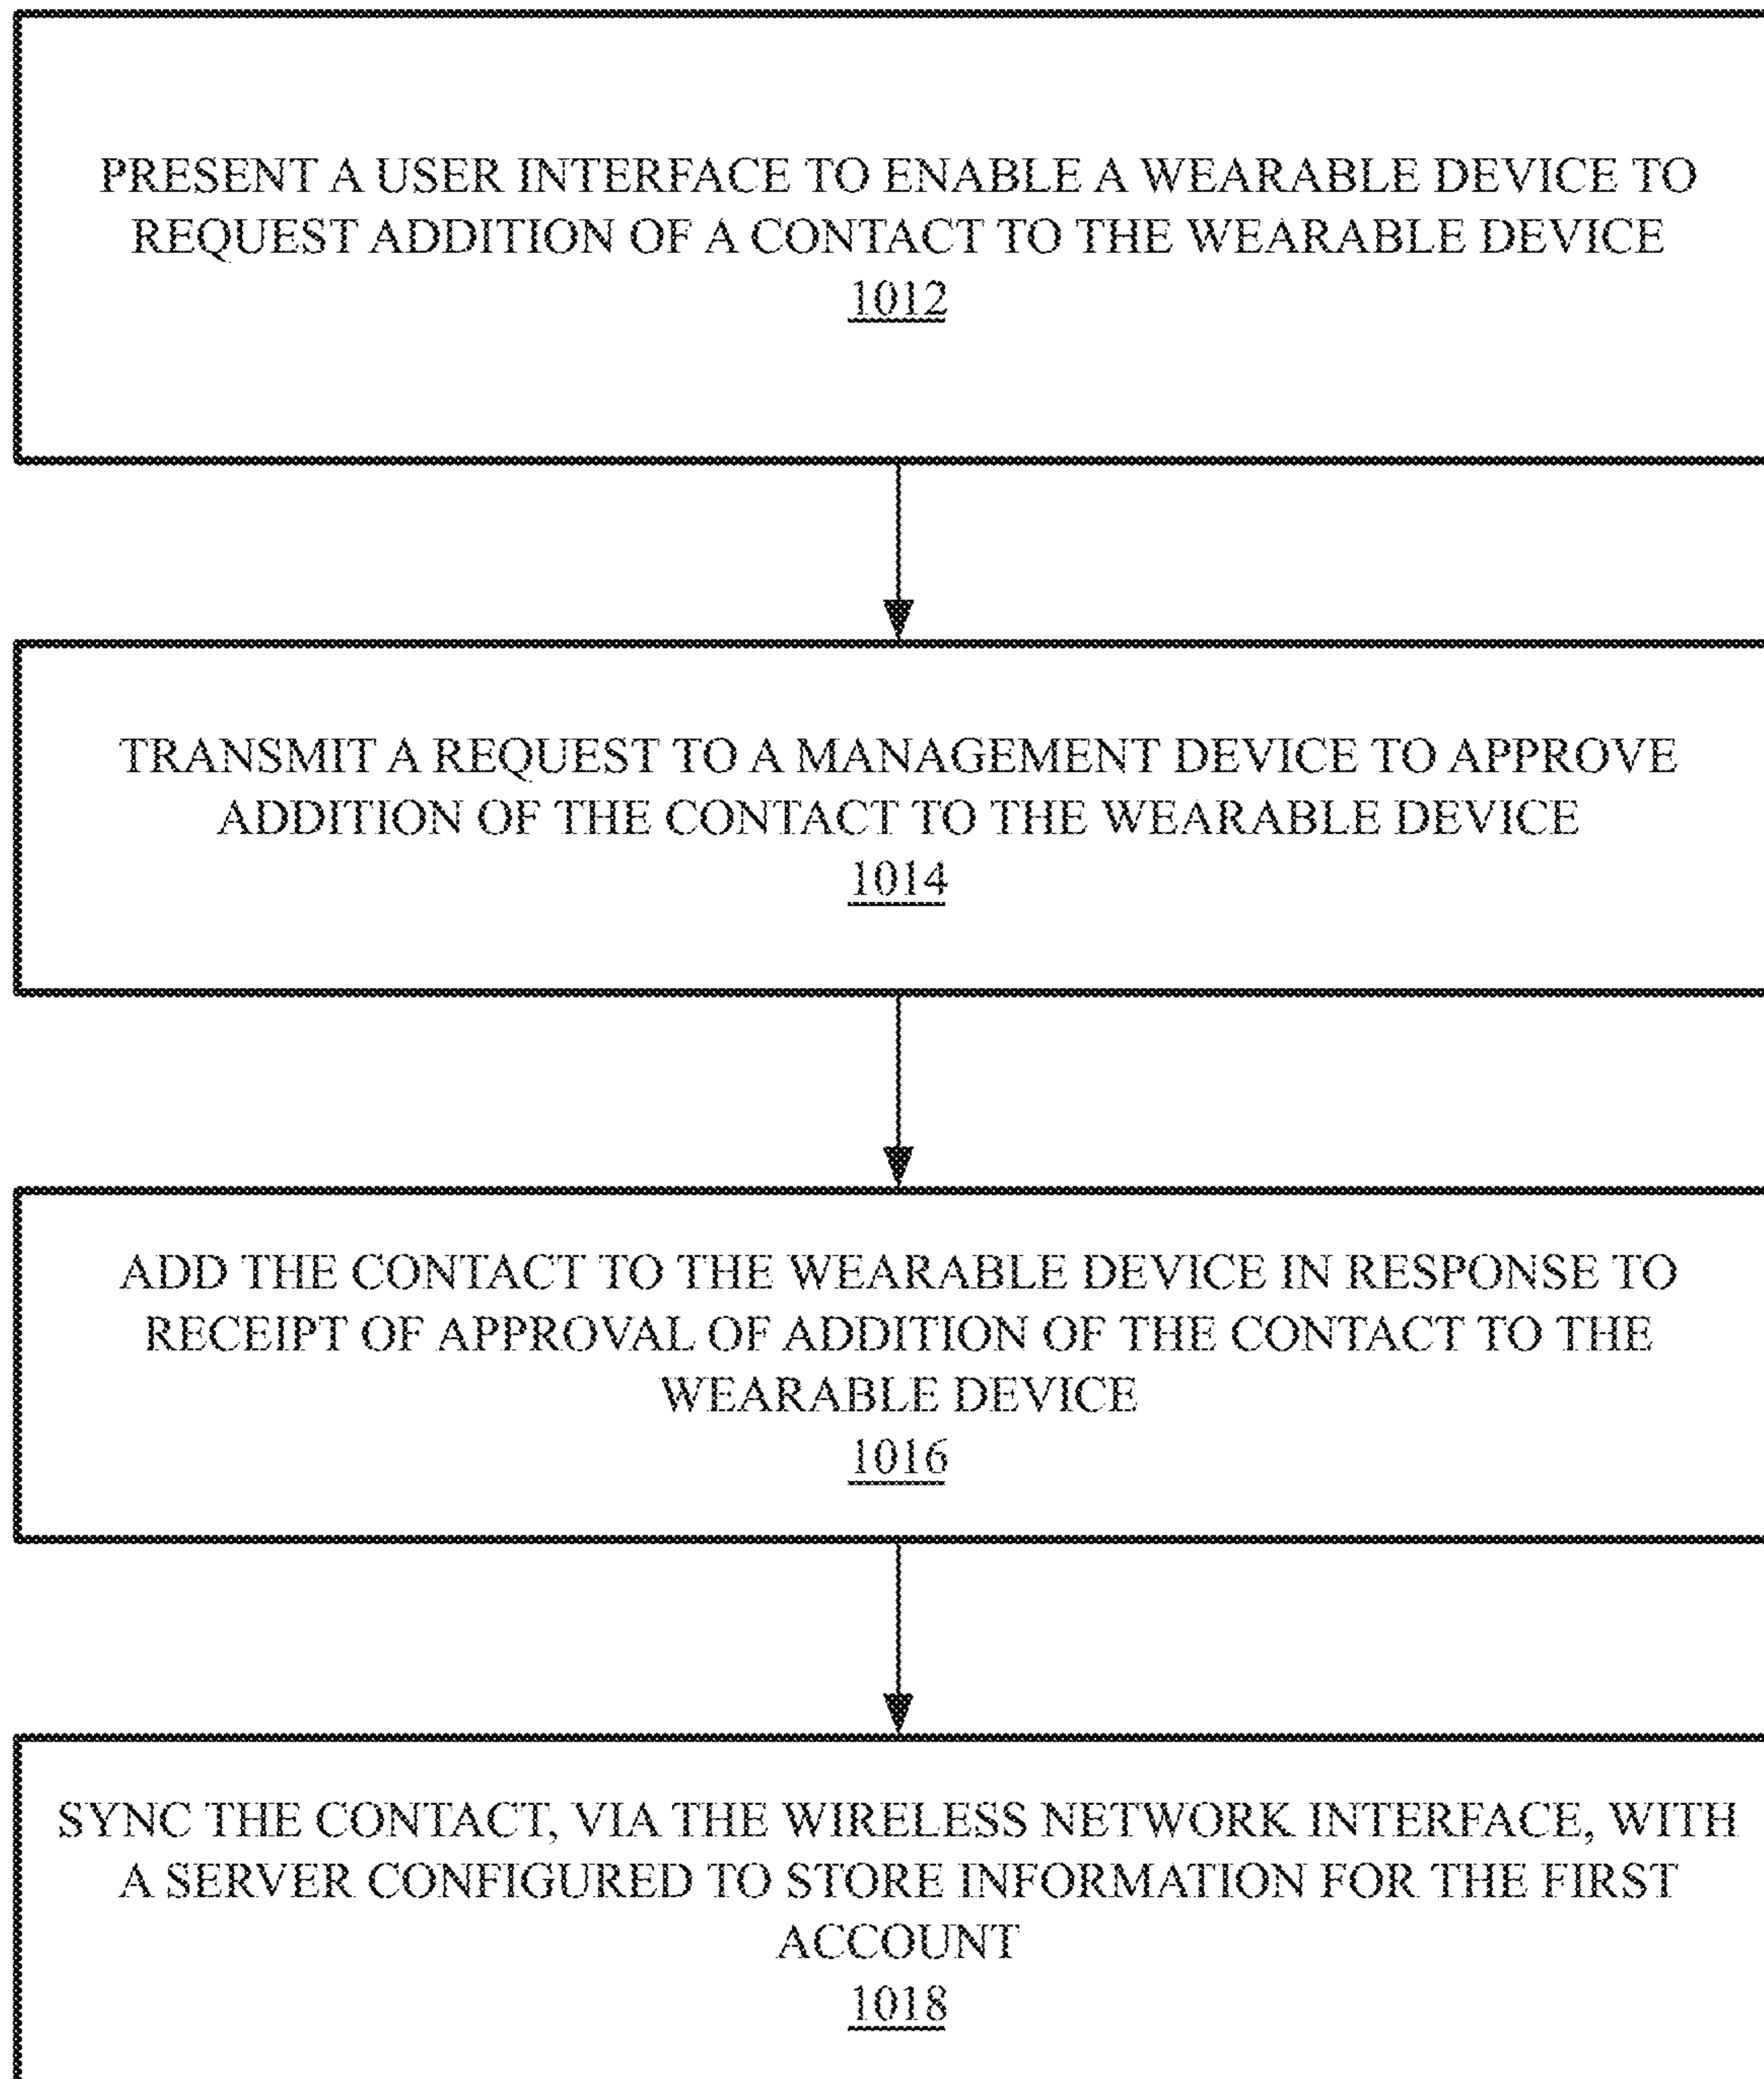 PRESENT A USER INTERFACE TO ENABLE A WEARABLE DEVICE TO
REQUEST ADDITION OF A CONTACT TO THE WEARABLE DEVICE
1012
TRANSMIT A REQUEST TO A MANAGEMENT DEVICE TO APPROVE
ADDITION OF THE CONTACT TO THE WEARABLE DEVICE
1014
ADD THE CONTACT TO THE WEARABLE DEVICE IN RESPONSE TO
RECEIPT OF APPROVAL OF ADDITION OF THE CONTACT TO THE
WEARABLE DEVICE
1016
SYNC THE CONTACT, VIA THE WIRELESS NETWORK INTERFACE, WITH
A SERVER CONFIGURED TO STORE INFORMATION FOR THE FIRST
ACCOUNT
1018